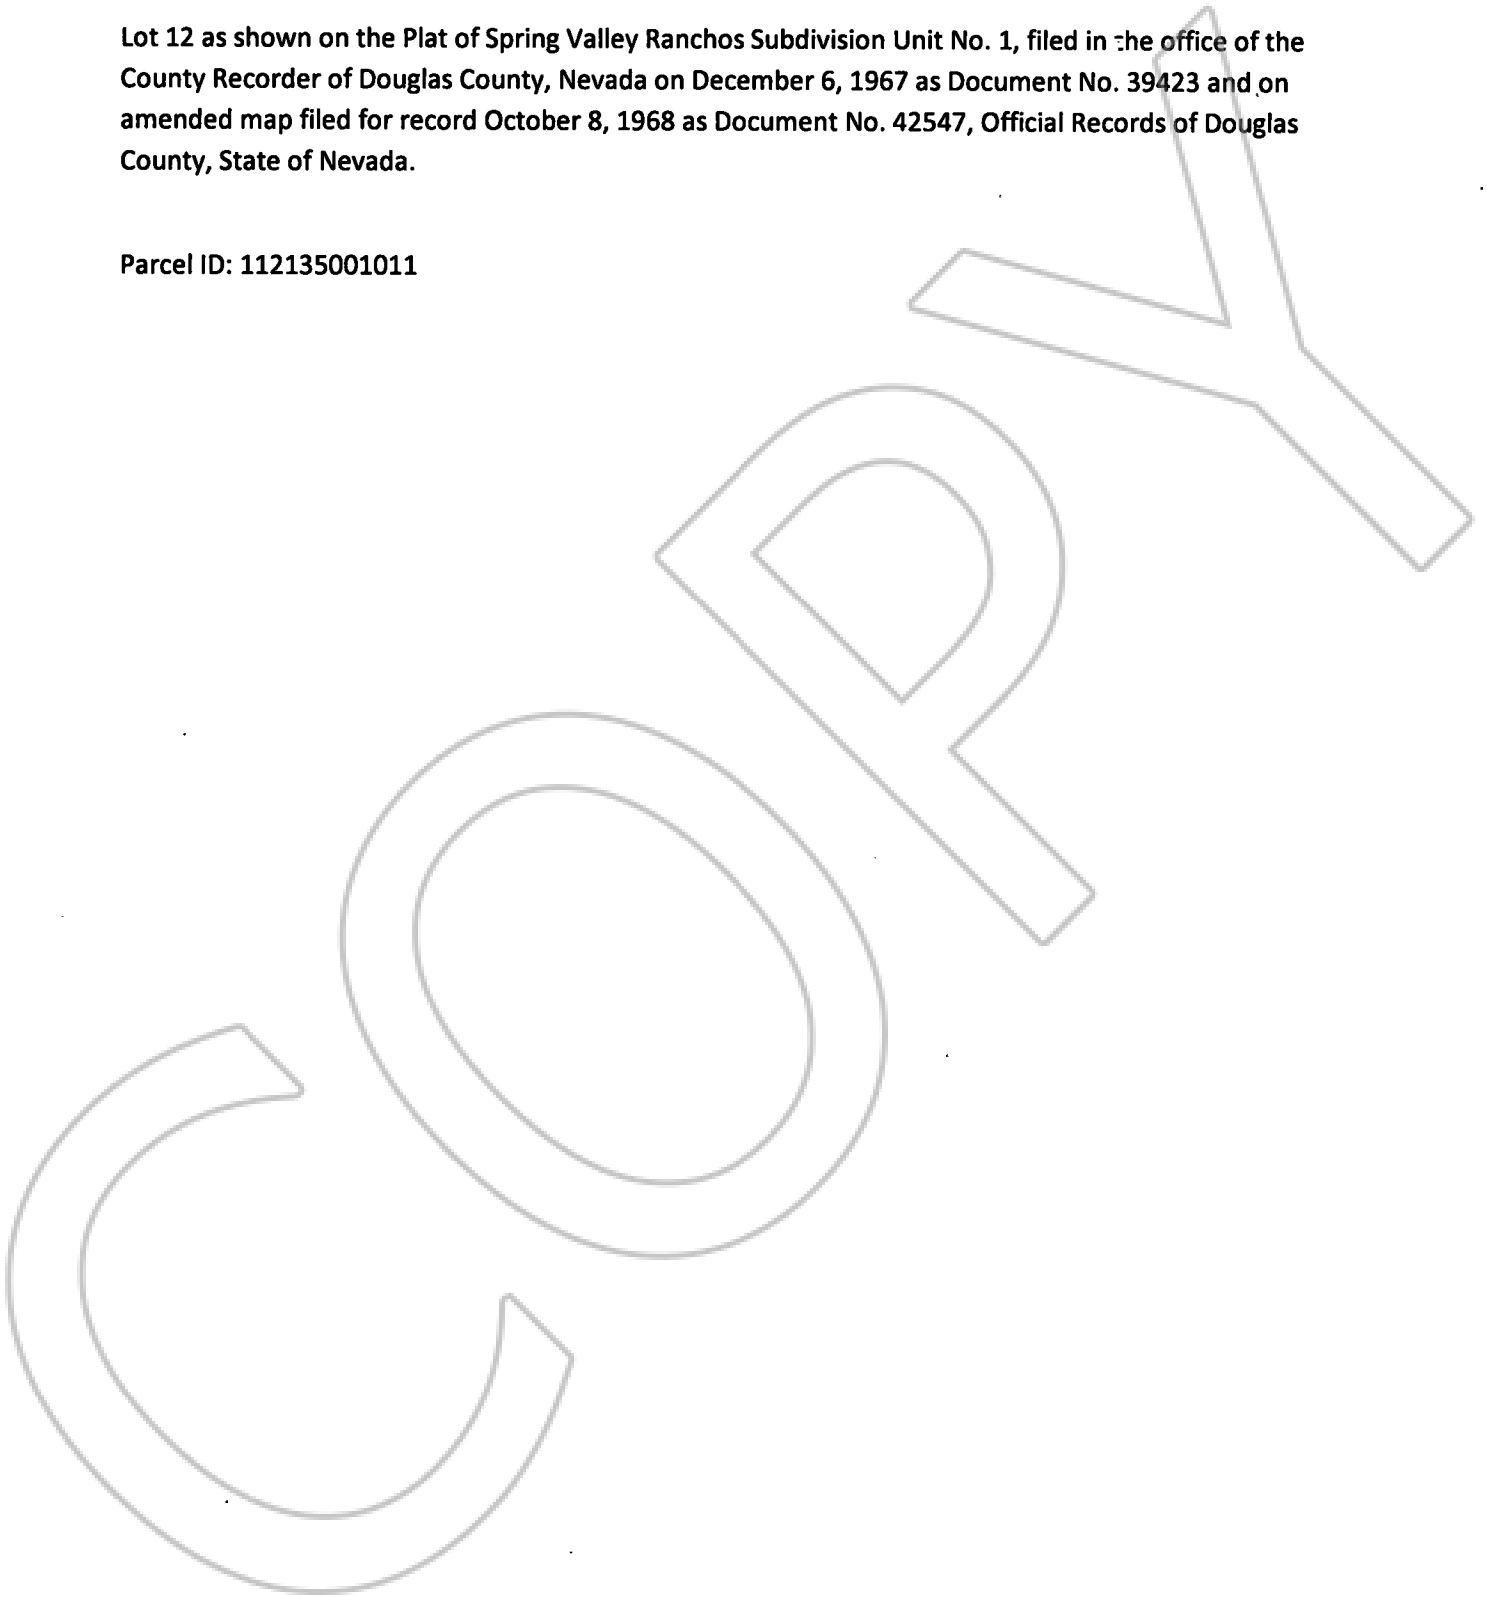 Lot 12 as shown on the Plat of Spring Valley Ranchos Subdivision Unit No. 1, filed in the office of the
County Recorder of Douglas County, Nevada on December 6, 1967 as Document No. 39423 and on
amended map filed for record October 8, 1968 as Document No. 42547, Official Records of Douglas
County, State of Nevada.
Parcel ID: 112135001011
COPY